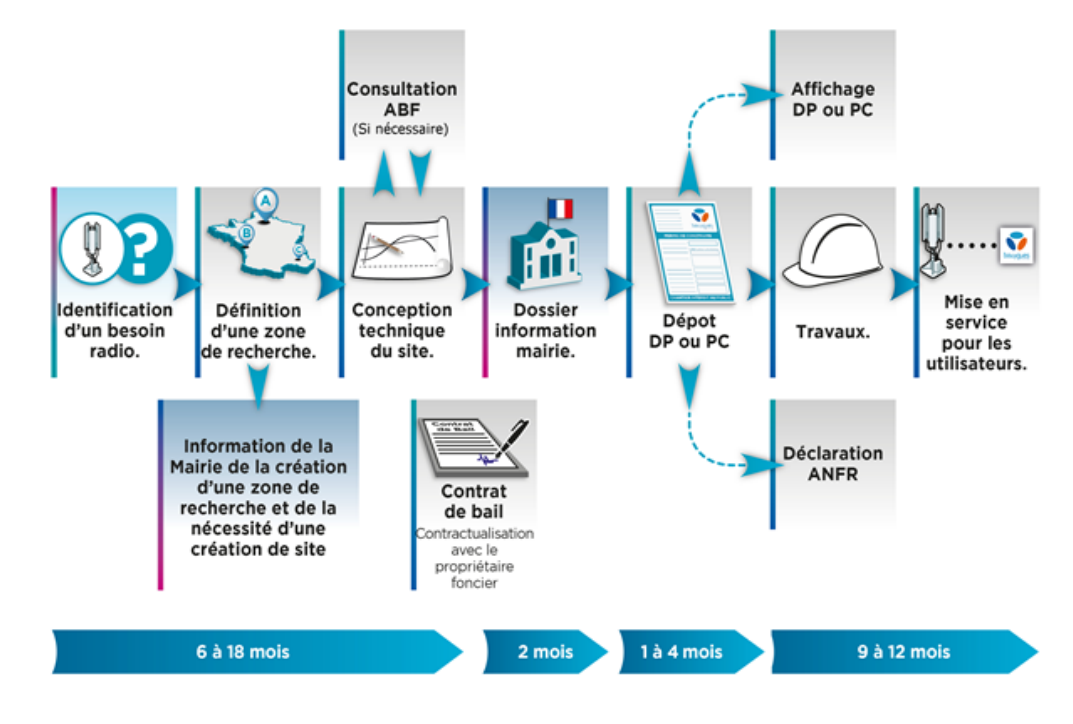 Consultation
ABF
(Si nécessaire)
Affichage
DP ou PC
A
B
C
Identification
d'un besoin
radio.
Définition
d'une zone
de recherche.
Conception
technique
du site.
Dossier
information
mairie.
Dépot
DP ou PC
Travaux.
Mise en
service
pour les
utilisateurs.
Information de la
Mairie de la création
d'une zone de
recherche et de la
nécessité d'une
création de site
Contrat
de Bail
Contrat
de bail
Contractualisation
avec le
propriétaire
foncier
Déclaration
ANFR
6 à 18 mois
2 mois
1 à 4 mois
9 à 12 mois